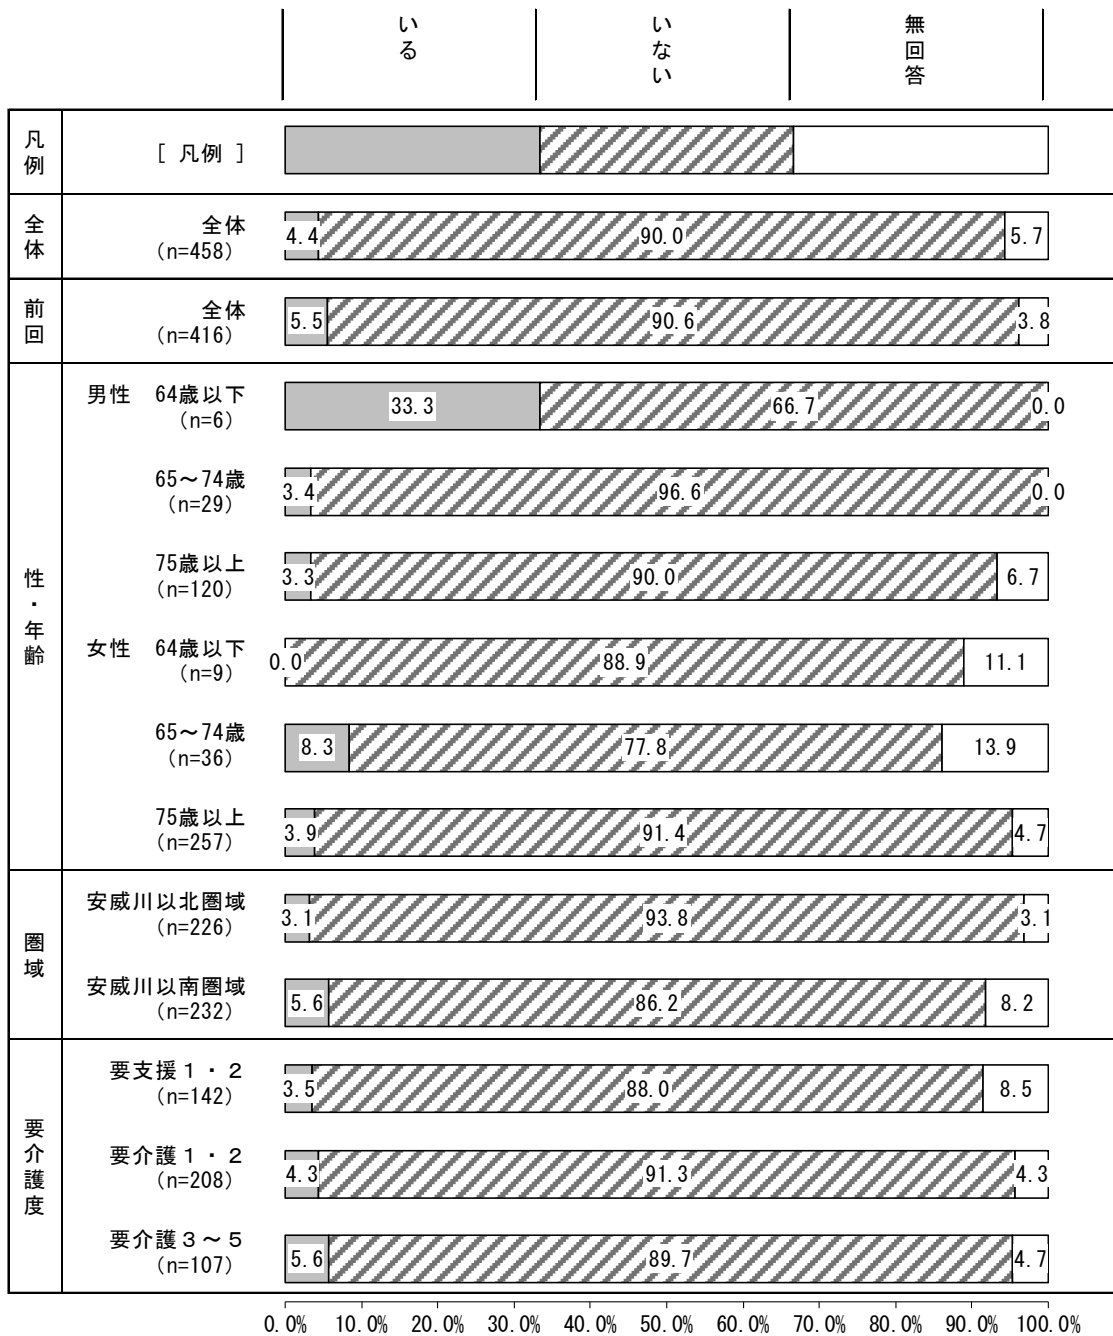 いる
いない
無回答
凡例
[ 凡例 ]
全体
全体
(n=458)
4.4
90.0
5.7
前回
全体
(n=416)
5.5
90.6
3.8
性・年齢
男性 64歳以下
(n=6)
33.3
66.7
0.0
65～74歳
(n=29)
3.4
96.6
0.0
75歳以上
(n=120)
3.3
90.0
6.7
女性 64歳以下
(n=9)
0.0
88.9
11.1
65～74歳
(n=36)
8.3
77.8
13.9
75歳以上
(n=257)
3.9
91.4
4.7
圏域
安威川以北圏域
(n=226)
3.1
93.8
3.1
安威川以南圏域
(n=232)
5.6
86.2
8.2
要介護度
要支援１・２
(n=142)
3.5
88.0
8.5
要介護１・２
(n=208)
4.3
91.3
4.3
要介護３～５
(n=107)
5.6
89.7
4.7
0.0% 10.0% 20.0% 30.0% 40.0% 50.0% 60.0% 70.0% 80.0% 90.0% 100.0%